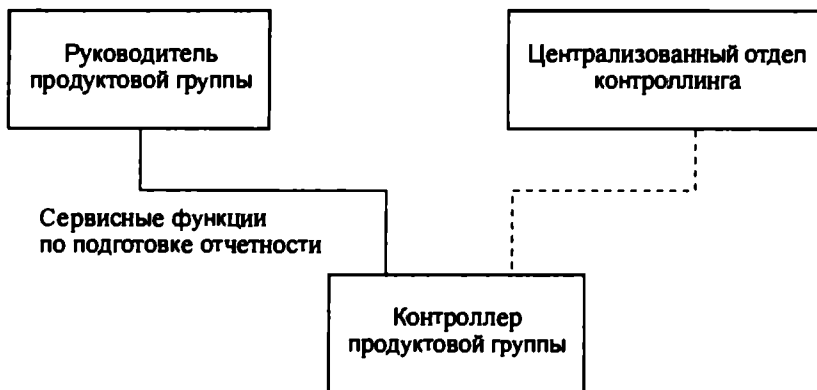 Руководитель
продуктовой группы
Централизованный отдел
контроллинга
Сервисные функции
по подготовке отчетности
Контроллер
продуктовой группы